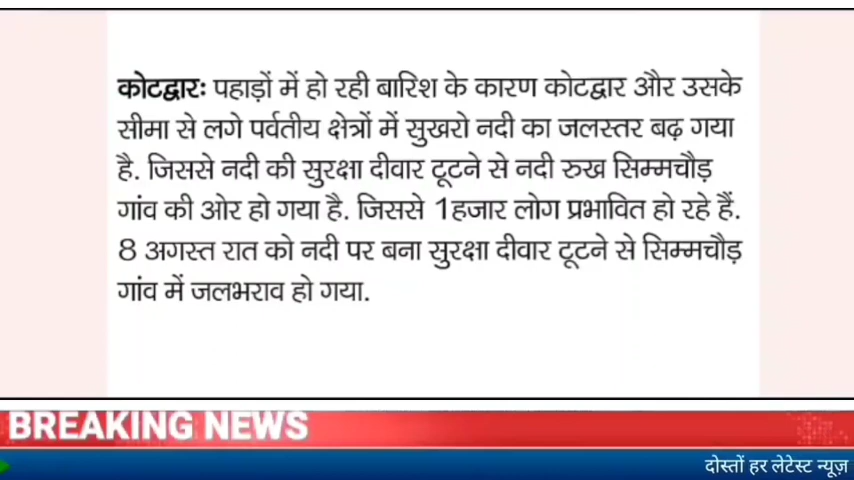 कोटद्वारः पहाड़ों में हो रही बारिश के कारण कोटद्वार और उसके
सीमा से लगे पर्वतीय क्षेत्रों में सुखरो नदी का जलस्तर बढ़ गया
है. जिससे नदी की सुरक्षा दीवार टूटने से नदी रुख सिम्मचौड़
गांव की ओर हो गया है. जिससे 1हजार लोग प्रभावित हो रहे हैं.
8 अगस्त रात को नदी पर बना सुरक्षा दीवार टूटने से सिम्मचौड़
गांव में जलभराव हो गया.
BREAKING NEWS
दोस्तों हर लेटेस्ट न्यूज़